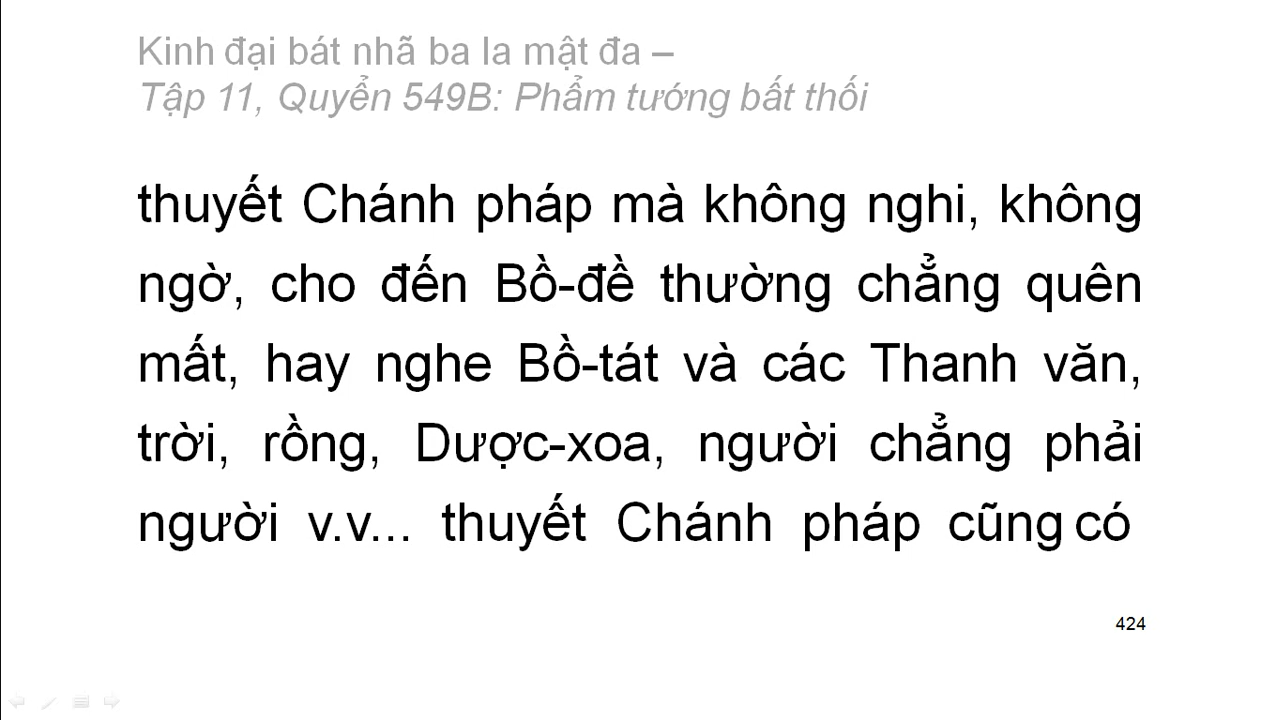 Kinh đại bát nhã ba la mật đa –
Tập 11, Quyển 549B: Phẩm tướng bất thối
thuyết Chánh pháp mà không nghi, không
ngờ, cho đến Bồ-đề thường chẳng quên
mất, hay nghe Bồ-tát và các Thanh văn,
trời, rồng, Dược-xoa, người chẳng phải
người v.v... thuyết Chánh pháp cũng có
424